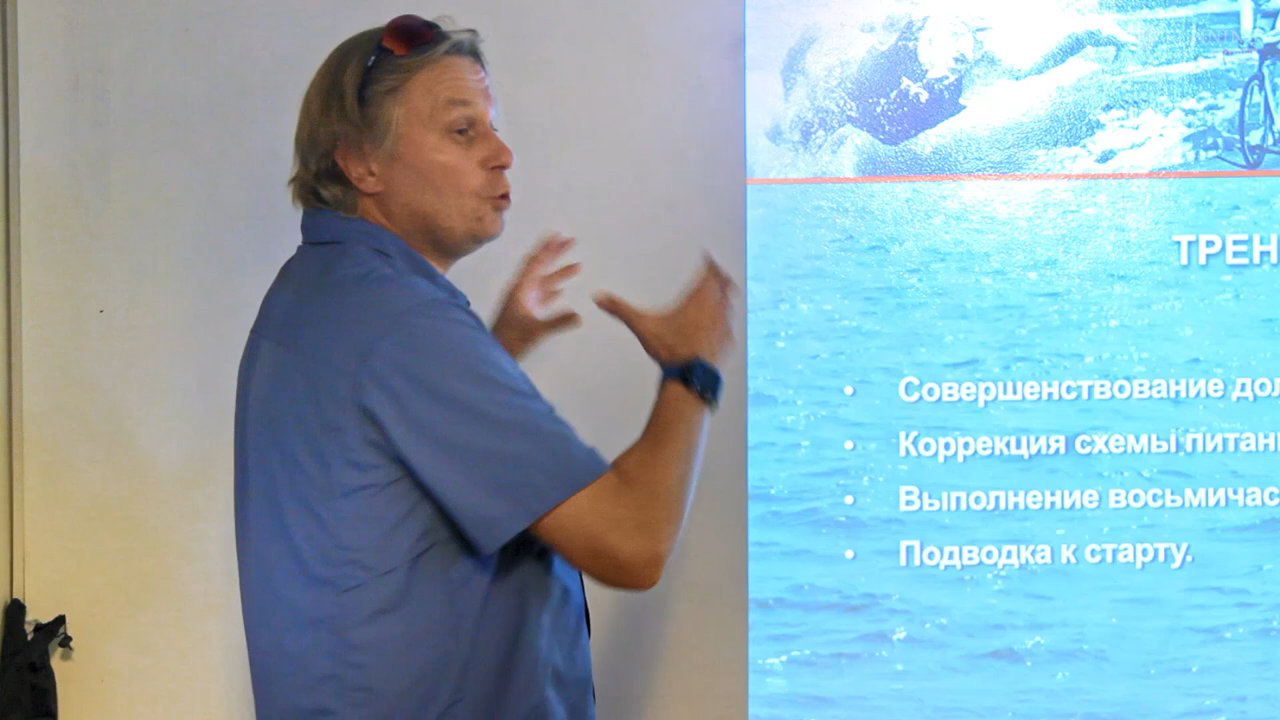 ТРЕН
• Совершенствование дол
• Коррекция схемы питан
• Выполнение восьмичас
• Подводка к старту.